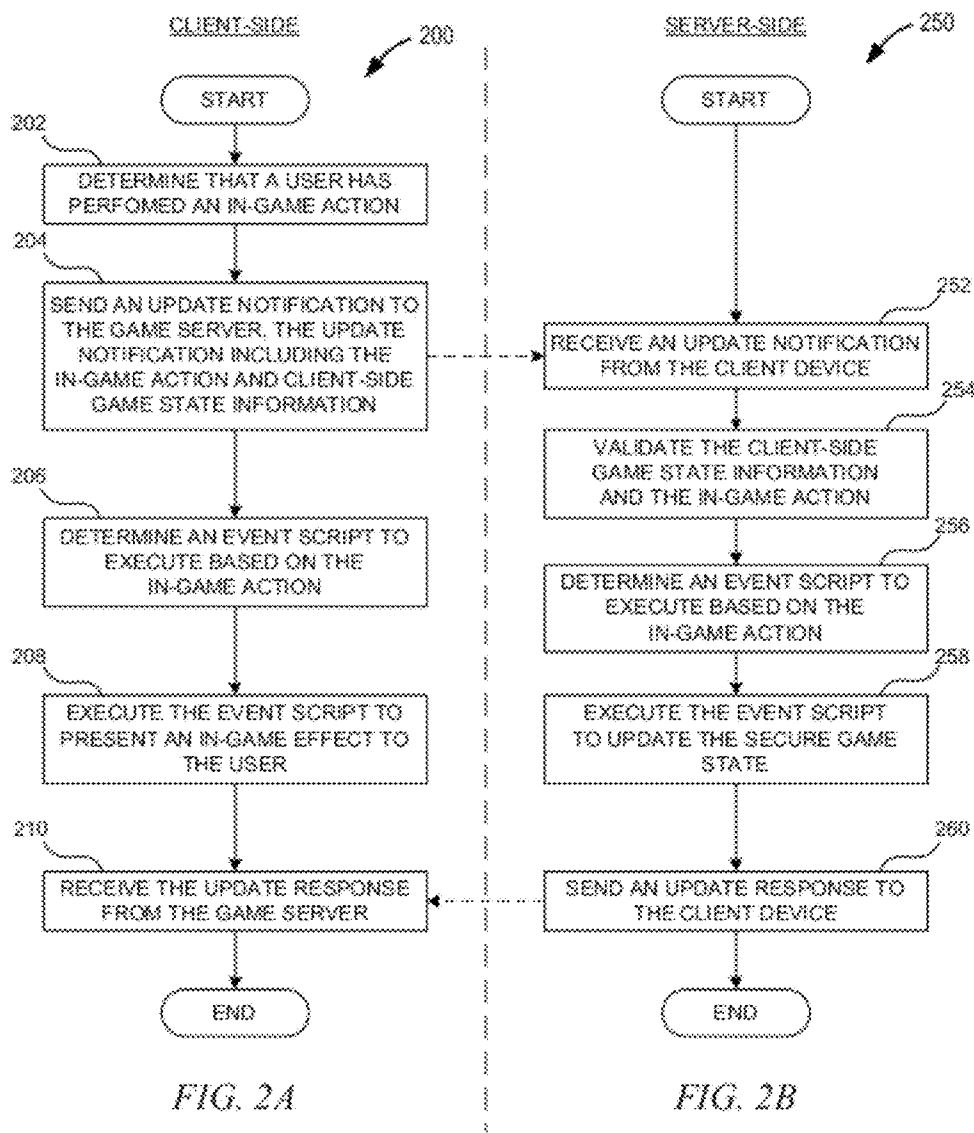 CLIENT-SIDE
200
START
202
DETERMINE THAT A USER HAS
PERFOMED AN IN-GAME ACTION
204
SEND AN UPDATE NOTIFICATION TO
THE GAME SERVER, THE UPDATE
NOTIFICATION INCLUDING THE
IN-GAME ACTION AND CLIENT-SIDE
GAME STATE INFORMATION
206
DETERMINE AN EVENT SCRIPT TO
EXECUTE BASED ON THE
IN-GAME ACTION
208
EXECUTE THE EVENT SCRIPT TO
PRESENT AN IN-GAME EFFECT TO
THE USER
210
RECEIVE THE UPDATE RESPONSE
FROM THE GAME SERVER
END
FIG. 2A
SERVER-SIDE
250
START
252
RECEIVE AN UPDATE NOTIFICATION
FROM THE CLIENT DEVICE
254
VALIDATE THE CLIENT-SIDE
GAME STATE INFORMATION
AND THE IN-GAME ACTION
256
DETERMINE AN EVENT SCRIPT TO
EXECUTE BASED ON THE
IN-GAME ACTION
258
EXECUTE THE EVENT SCRIPT
TO UPDATE THE SECURE GAME
STATE
260
SEND AN UPDATE RESPONSE TO
THE CLIENT DEVICE
END
FIG. 2B